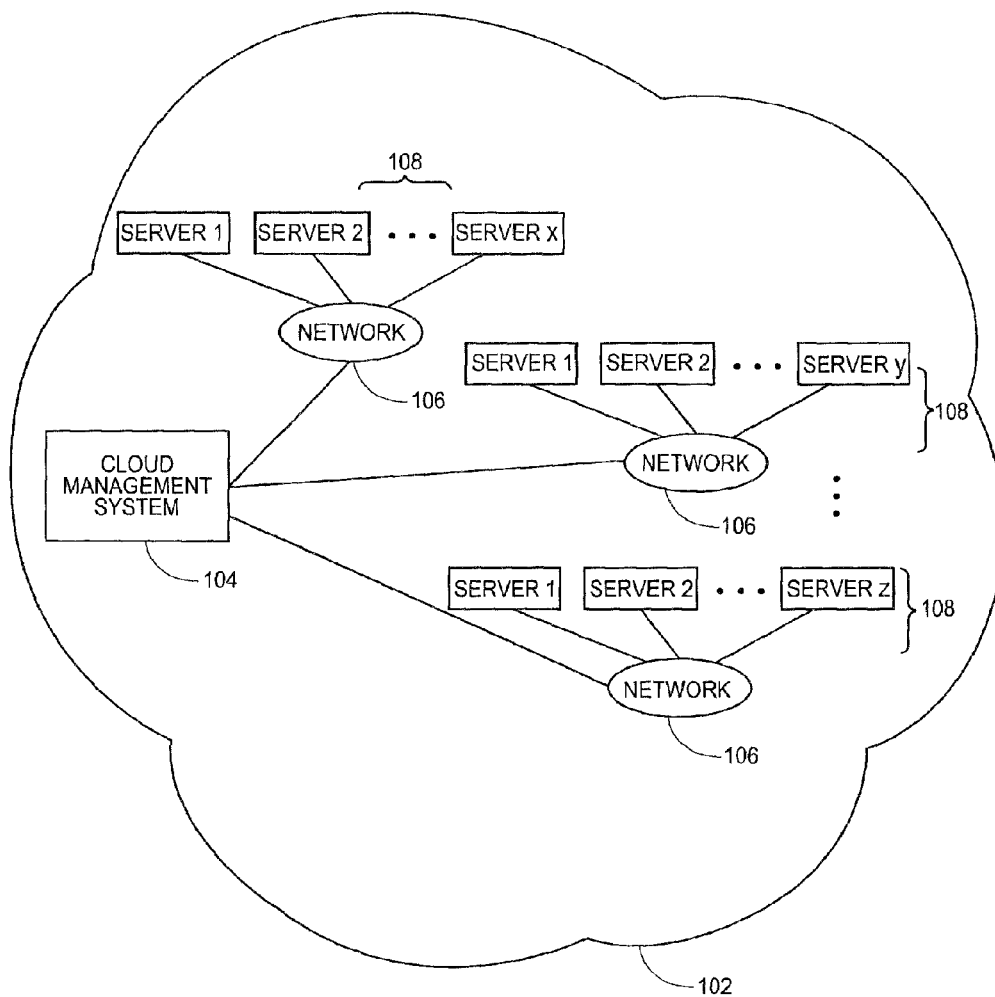 108
SERVER 1 SERVER 2 • • • SERVER x
NETWORK
106
SERVER 1 SERVER 2 • • • SERVER y
108
NETWORK
106
CLOUD
MANAGEMENT
SYSTEM
104
SERVER 1 SERVER 2 • • • SERVER z
108
NETWORK
106
102